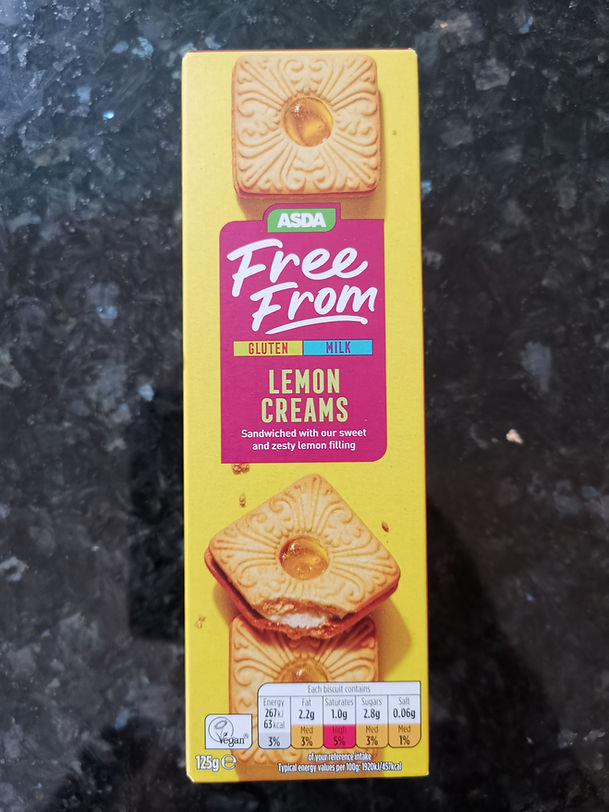 ASDA
Free
From
GLUTEN MILK
LEMON
CREAMS
Sandwiched with our sweet
and zesty lemon filling
Each biscuit contains
Energy Fat Saturates Sugars Salt
267kJ 2.2g 1.0g 2.8g 0.06g
63kcal
Med High Med Med
3% 3% 5% 3% 1%
of your reference intake
Typical energy values per 100g: 1920kJ/457kcal
Vegan
125g ℮